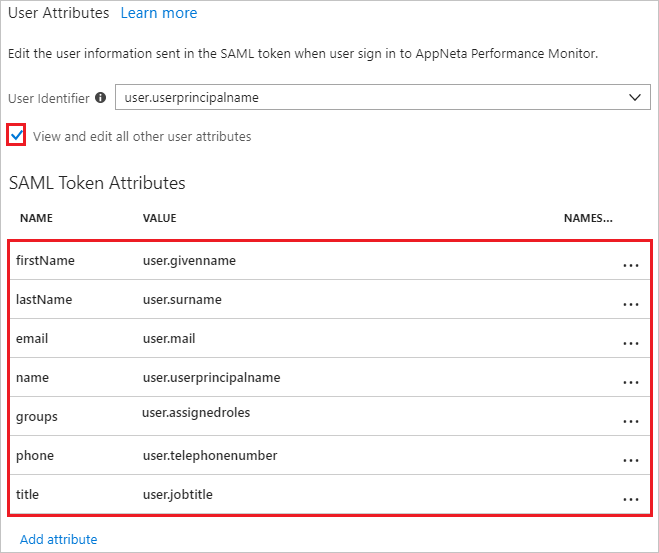 User Attributes Learn more
Edit the user information sent in the SAML token when user sign in to AppNeta Performance Monitor.
User Identifier user.userprincipalname
View and edit all other user attributes
SAML Token Attributes
NAME VALUE NAMES...
firstName user.givenname ...
lastName user.surname ...
email user.mail ...
name user.userprincipalname ...
groups user.assignedroles ...
phone user.telephonenumber ...
title user.jobtitle ...
Add attribute